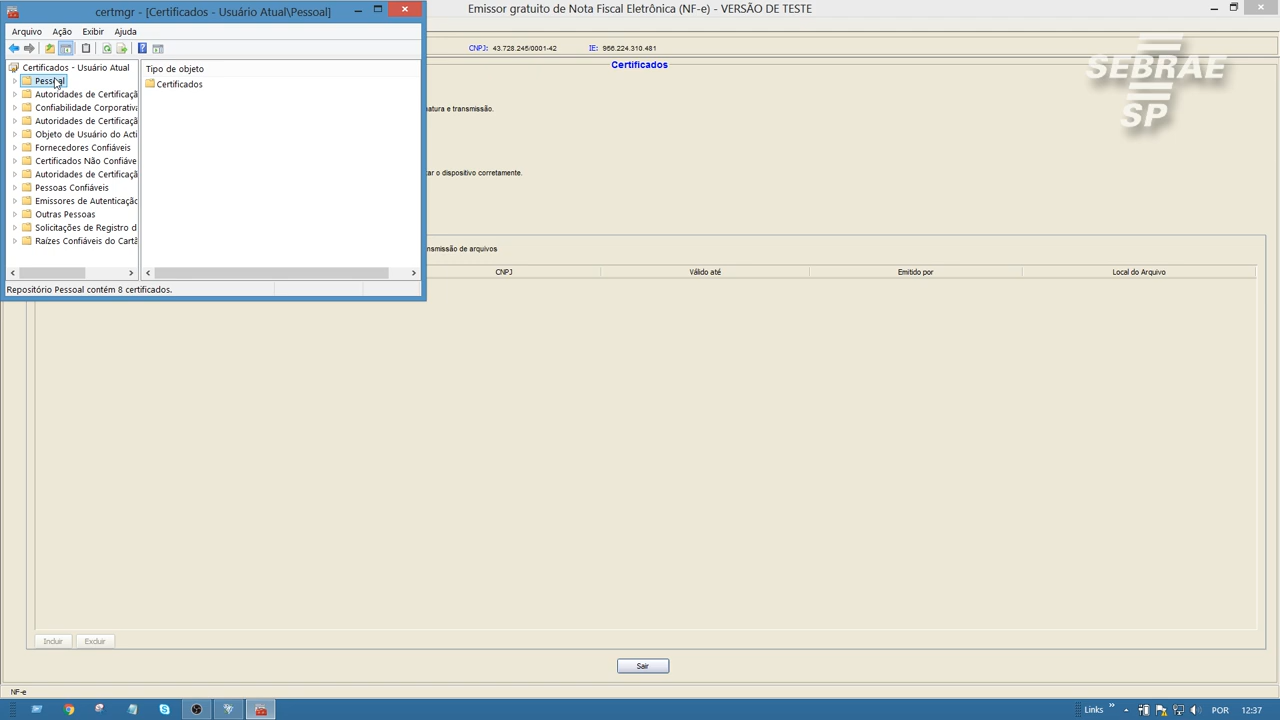 certmgr - [Certificados - Usuário Atual\Pessoal]
Emissor gratuito de Nota Fiscal Eletrônica (NF-e) - VERSÃO DE TESTE
Arquivo Ação Exibir Ajuda
CNPJ: 43.728.245/0001-42 IE: 956.224.310.481
Certificados
SEBRAE
SP
Certificados - Usuário Atual
Pessoal
Autoridades de Certificaçã
Confiabilidade Corporativa
Autoridades de Certificaçã
Objeto de Usuário do Acti
Fornecedores Confiáveis
Certificados Não Confiáve
Autoridades de Certificaçã
Pessoas Confiáveis
Emissores de Autenticação
Outras Pessoas
Solicitações de Registro d
Raízes Confiáveis do Cartã
Tipo de objeto
Certificados
Repositório Pessoal contém 8 certificados.
natura e transmissão.
tar o dispositivo corretamente.
nsmissão de arquivos
CNPJ Válido até Emitido por Local do Arquivo
Incluir Excluir
Sair
NF-e
Links POR 12:37